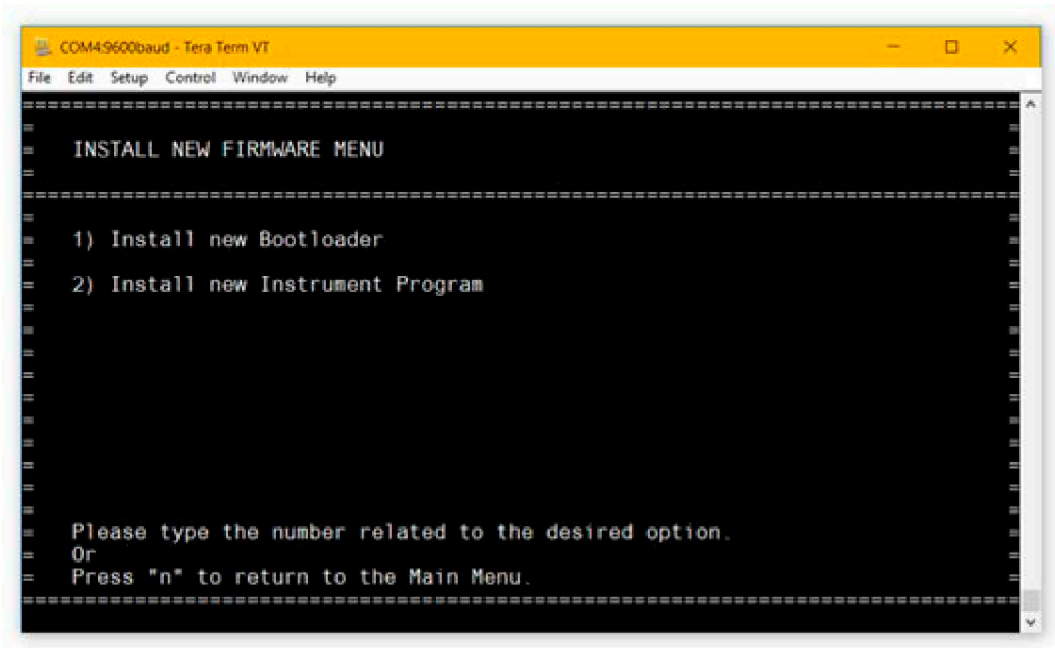 COM4:9600baud - Tera Term VT
File Edit Setup Control Window Help
INSTALL NEW FIRMWARE MENU
1) Install new Bootloader
2) Install new Instrument Program
Please type the number related to the desired option.
Or
Press "n" to return to the Main Menu.